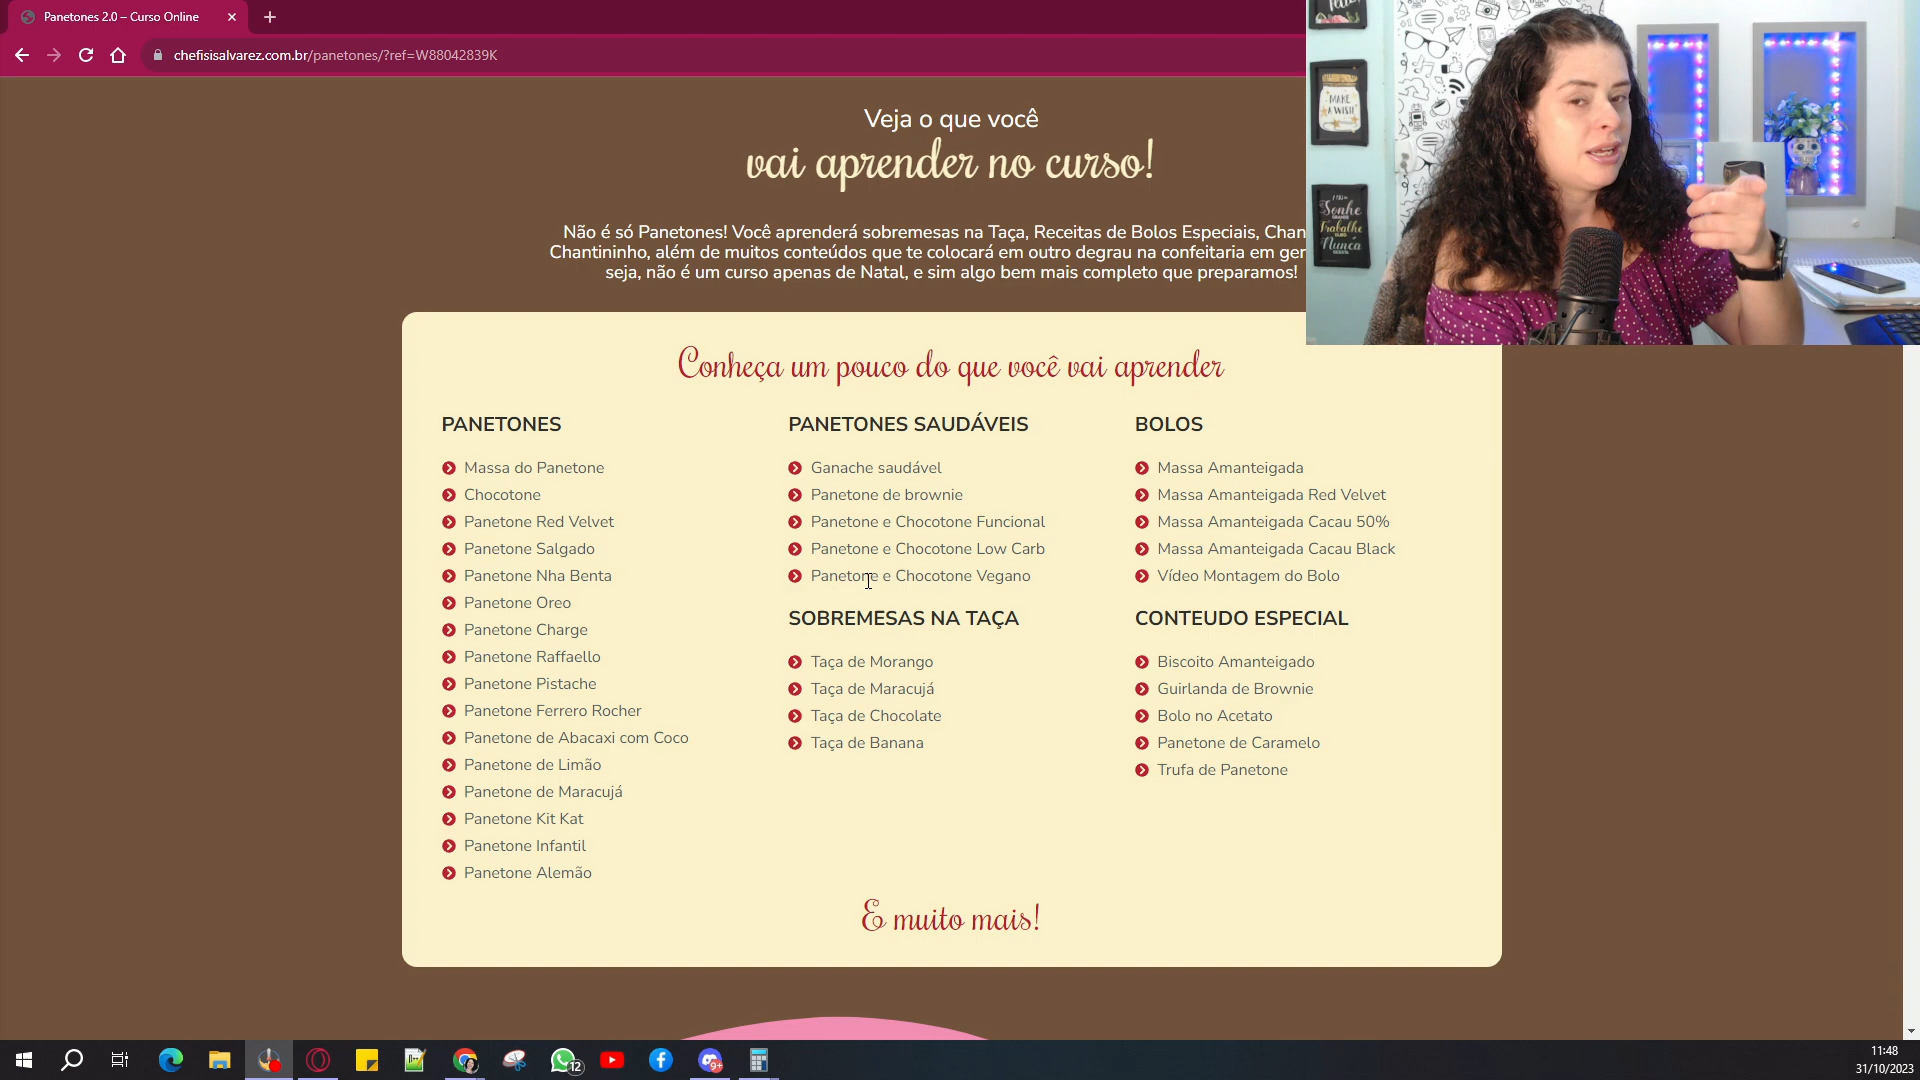 Panetones 2.0 – Curso Online
chefisisalvarez.com.br/panetones/?ref=W88042839K
Veja o que você
vai aprender no curso!
Não é só Panetones! Você aprenderá sobremesas na Taça, Receitas de Bolos Especiais,
Chantininho, além de muitos conteúdos que te colocará em outro degrau na confeitaria em
seja, não é um curso apenas de Natal, e sim algo bem mais completo que preparamos!
Conheça um pouco do que você vai aprender
PANETONES
Massa do Panetone
Chocotone
Panetone Red Velvet
Panetone Salgado
Panetone Nha Benta
Panetone Oreo
Panetone Charge
Panetone Raffaello
Panetone Pistache
Panetone Ferrero Rocher
Panetone de Abacaxi com Coco
Panetone de Limão
Panetone de Maracujá
Panetone Kit Kat
Panetone Infantil
Panetone Alemão
PANETONES SAUDÁVEIS
Ganache saudável
Panetone de brownie
Panetone e Chocotone Funcional
Panetone e Chocotone Low Carb
Panetone e Chocotone Vegano
SOBREMESAS NA TAÇA
Taça de Morango
Taça de Maracujá
Taça de Chocolate
Taça de Banana
BOLOS
Massa Amanteigada
Massa Amanteigada Red Velvet
Massa Amanteigada Cacau 50%
Massa Amanteigada Cacau Black
Vídeo Montagem do Bolo
CONTEUDO ESPECIAL
Biscoito Amanteigado
Guirlanda de Brownie
Bolo no Acetato
Panetone de Caramelo
Trufa de Panetone
E muito mais!
MAKE
A WISH
Sonhe
Trabalhe
Nunca
12
9+
11:48
31/10/2023